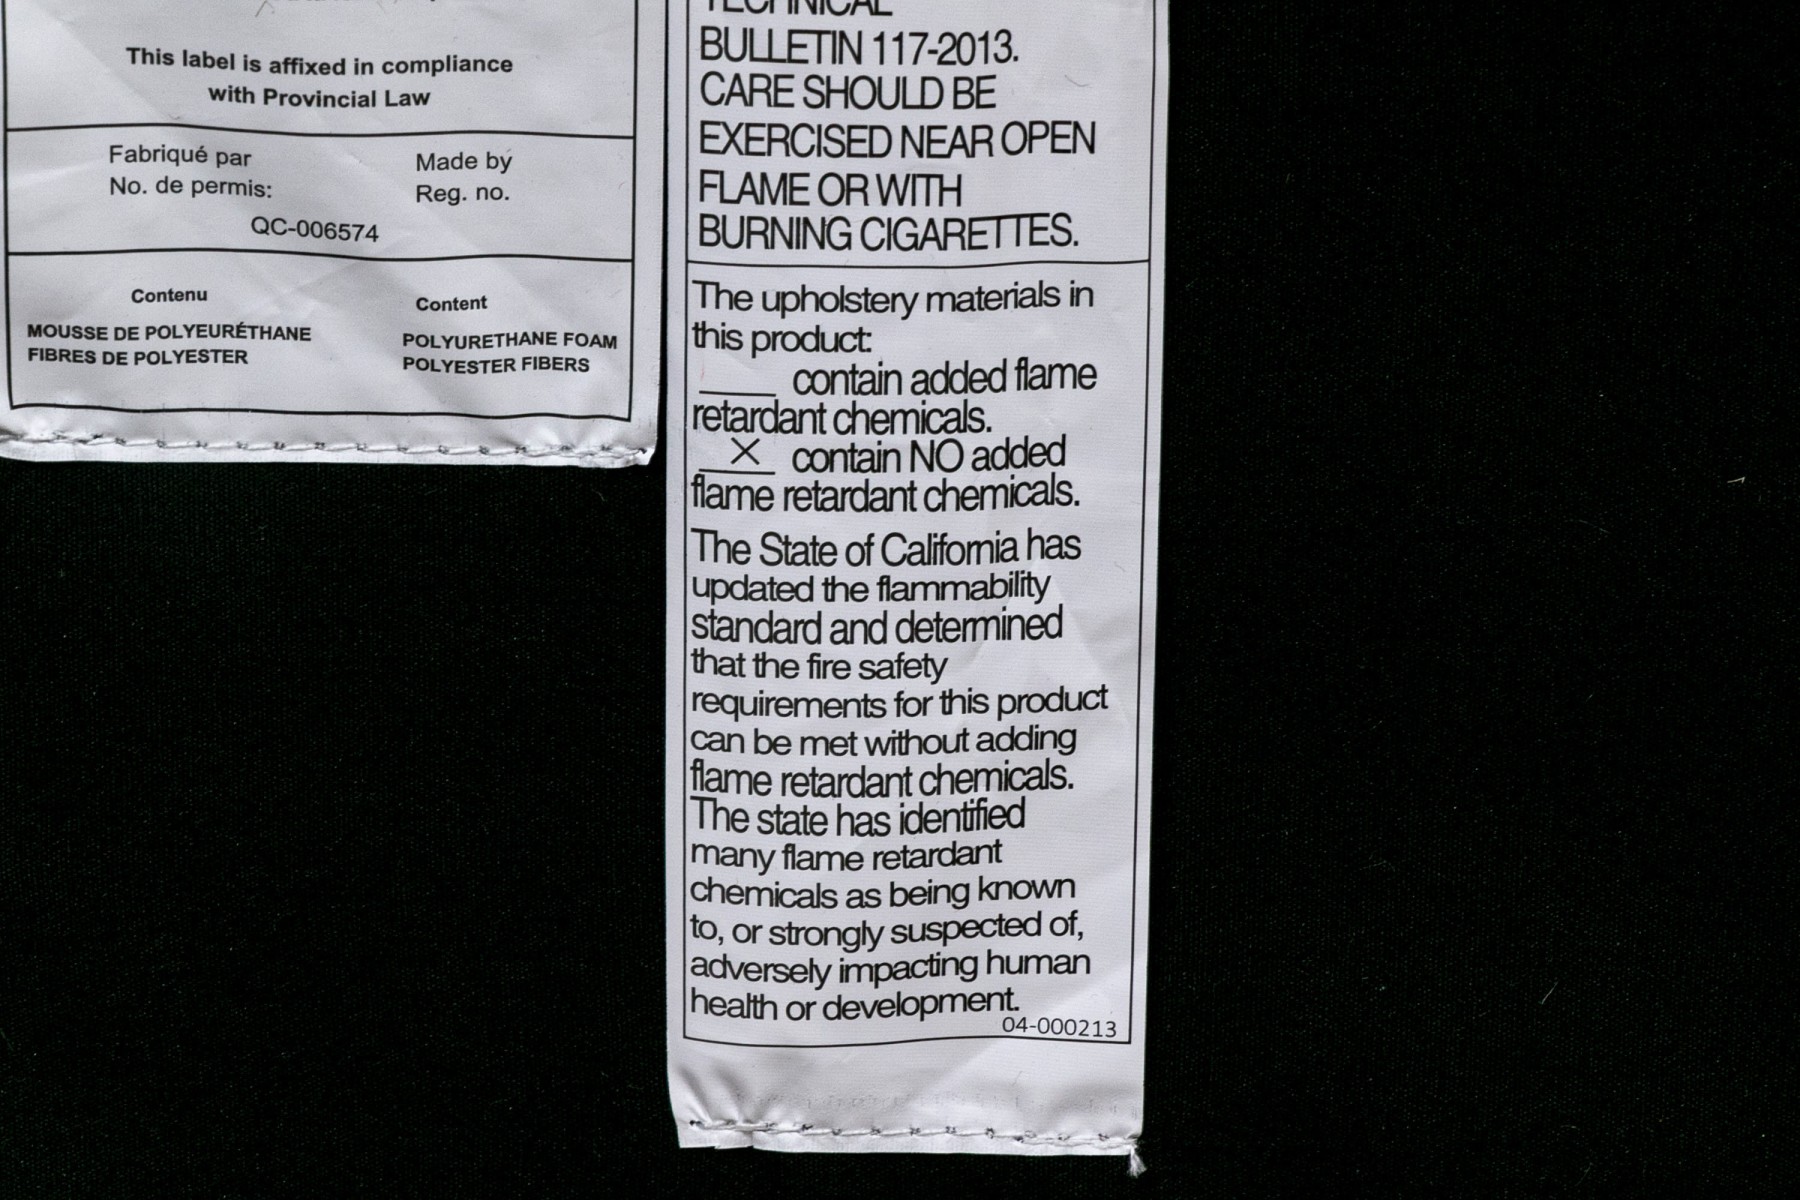 This label is affixed in compliance
with Provincial Law
Fabriqué par
No. de permis:
Made by
Reg. no.
QC-006574
Contenu
MOUSSE DE POLYEURÉTHANE
FIBRES DE POLYESTER
Content
POLYURETHANE FOAM
POLYESTER FIBERS
TECHNICAL
BULLETIN 117-2013.
CARE SHOULD BE
EXERCISED NEAR OPEN
FLAME OR WITH
BURNING CIGARETTES.
The upholstery materials in
this product:
____ contain added flame
retardant chemicals.
X contain NO added
flame retardant chemicals.
The State of California has
updated the flammability
standard and determined
that the fire safety
requirements for this product
can be met without adding
flame retardant chemicals.
The state has identified
many flame retardant
chemicals as being known
to, or strongly suspected of,
adversely impacting human
health or development.
04-000213